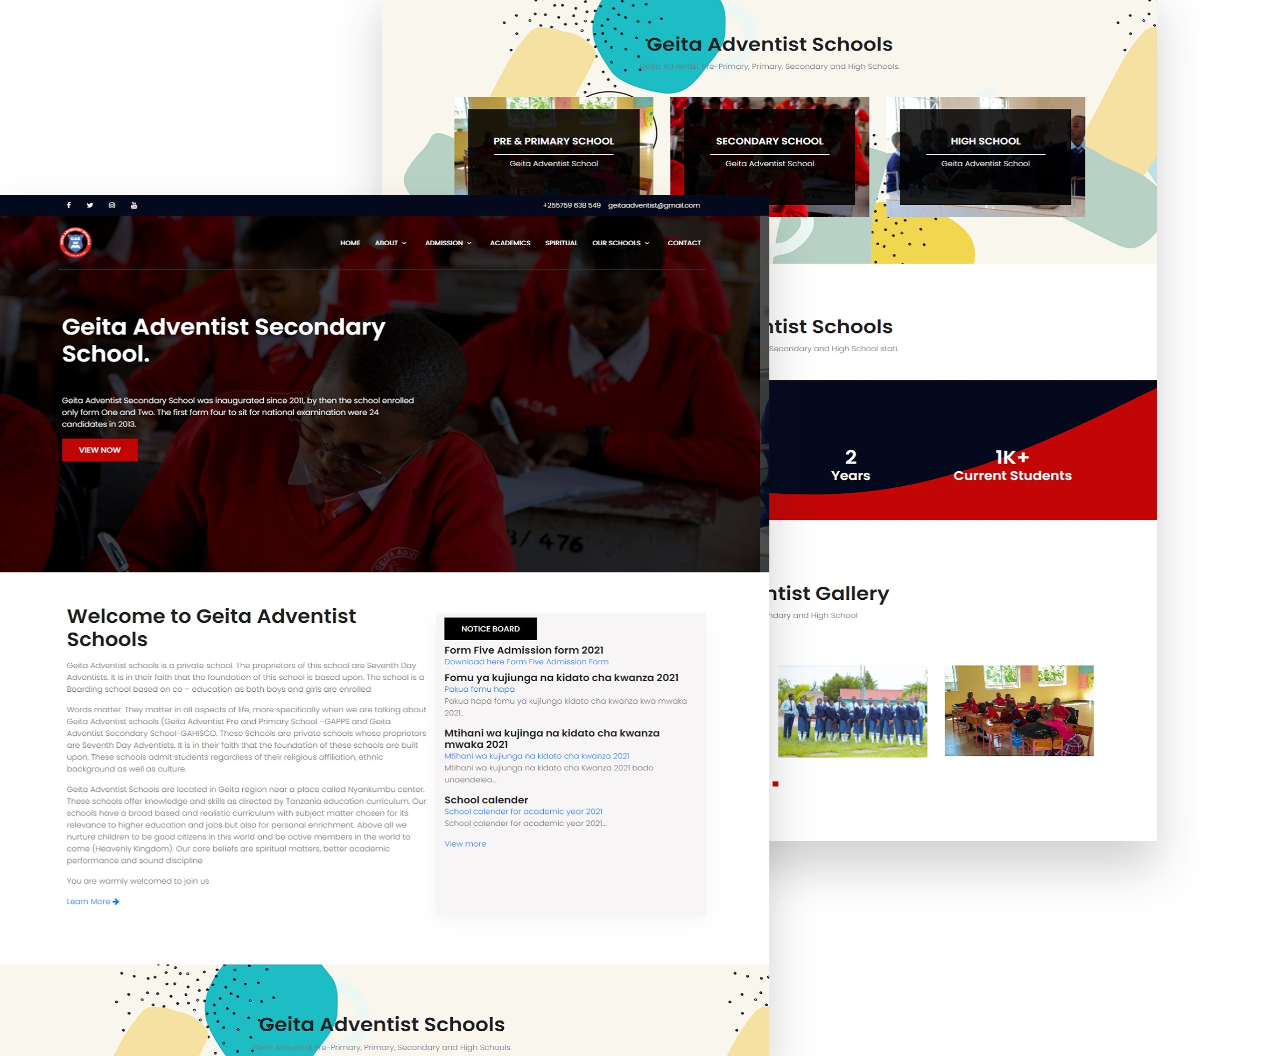 Geita Adventist Schools
Geita Adventist Pre-Primary, Primary, Secondary and High Schools.
PRE & PRIMARY SCHOOL
Geita Adventist School
SECONDARY SCHOOL
Geita Adventist School
HIGH SCHOOL
Geita Adventist School
+255759 638 549 geitaadventist@gmail.com
HOME ABOUT ADMISSION ACADEMICS SPIRITUAL OUR SCHOOLS CONTACT
Geita Adventist Secondary
School.
Geita Adventist Secondary School was inaugurated since 2011, by then the school enrolled
only form One and Two. The first form four to sit for national examination were 24
candidates in 2013.
VIEW NOW
/ 476
ntist Schools
Secondary and High School stati.
2
Years
1K+
Current Students
ntist Gallery
ndary and High School
Welcome to Geita Adventist
Schools
Geita Adventist schools is a private school. The proprietors of this school are Seventh Day
Adventists. It is in their faith that the foundation of this school is based upon. The school is a
Boarding school based on co – education as both boys and girls are enrolled
Words matter. They matter in all aspects of life, more specifically when we are talking about
Geita Adventist schools (Geita Adventist Pre and Primary School –GAPPS and Geita
Adventist Secondary School-GAHISCO. These Schools are private schools whose proprietors
are Seventh Day Adventists. It is in their faith that the foundation of these schools are built
upon. These schools admit students regardless of their religious affiliation, ethnic
background as well as culture.
Geita Adventist Schools are located in Geita region near a place called Nyankumbu center.
These schools offer knowledge and skills as directed by Tanzania education curriculum. Our
schools have a broad based and realistic curriculum with subject matter chosen for its
relevance to higher education and jobs but also for personal enrichment. Above all we
nurture children to be good citizens in this world and be active members in the world to
come (Heavenly Kingdom). Our core beliefs are spiritual matters, better academic
performance and sound discipline
You are warmly welcomed to join us
Learn More
NOTICE BOARD
Form Five Admission form 2021
Download here Form Five Admission Form
Fomu ya kujiunga na kidato cha kwanza 2021
Pakua fomu hapa
Pakua hapa fomu ya kujiunga kidato cha kwanza kwa mwaka
2021..
Mtihani wa kujinga na kidato cha kwanza
mwaka 2021
Mtihani wa kujiunga na kidato cha kwanza 2021
Mtihani wa kujiunga na kidato cha Kwanza 2021 bado
unaendelea..
School calender
School calender for academic year 2021
School calender for academic year 2021...
View more
Geita Adventist Schools
Geita Adventist Pre-Primary, Primary, Secondary and High Schools.